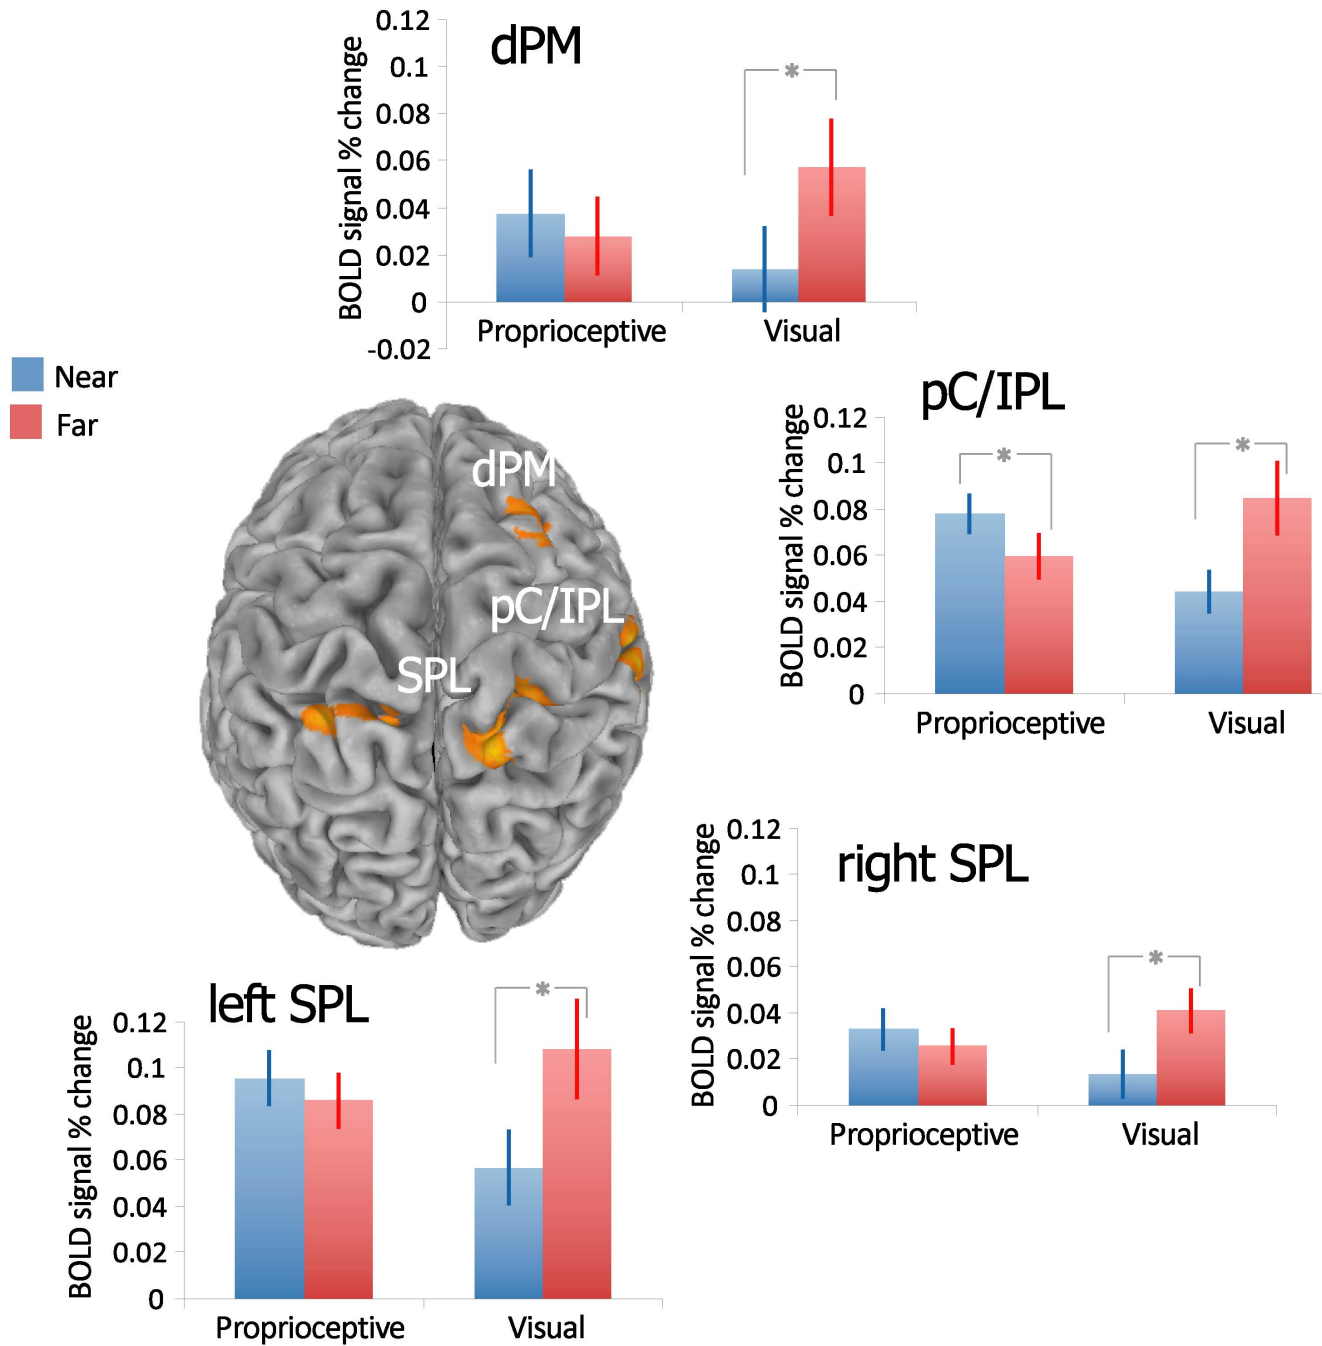 dPM
BOLD signal % change
0.12
0.1
0.08
0.06
0.04
0.02
0
-0.02
*
Proprioceptive
Visual
Near
Far
pC/IPL
BOLD signal % change
0.12
0.1
0.08
0.06
0.04
0.02
0
*
*
Proprioceptive
Visual
dPM
pC/IPL
SPL
right SPL
BOLD signal % change
0.12
0.1
0.08
0.06
0.04
0.02
0
*
Proprioceptive
Visual
left SPL
BOLD signal % change
0.12
0.1
0.08
0.06
0.04
0.02
0
*
Proprioceptive
Visual